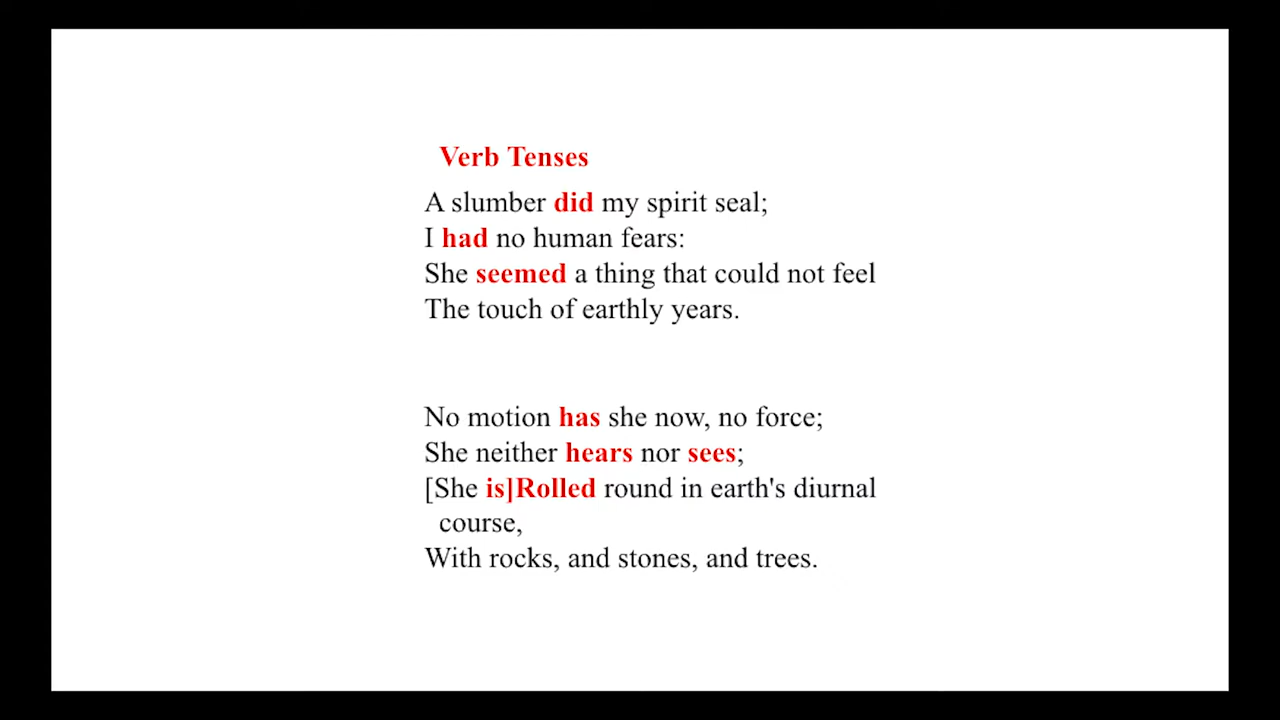 Verb Tenses
A slumber did my spirit seal;
I had no human fears:
She seemed a thing that could not feel
The touch of earthly years.
No motion has she now, no force;
She neither hears nor sees;
[She is]Rolled round in earth's diurnal
course,
With rocks, and stones, and trees.